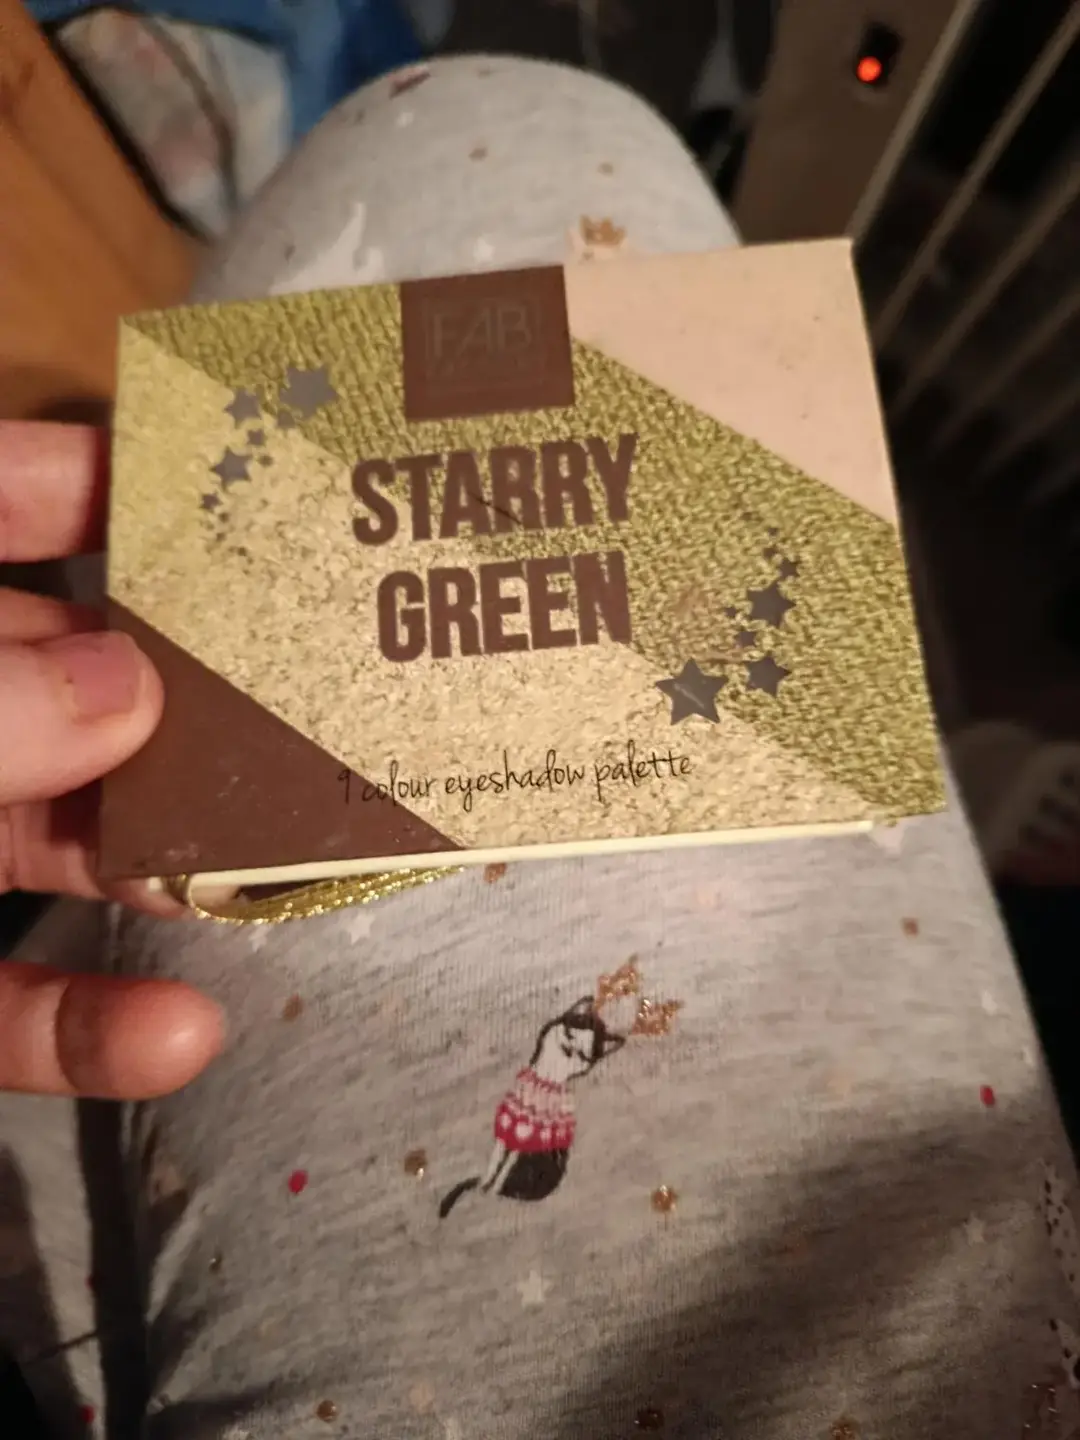 FAB
STARRY
GREEN
9 colour eyeshadow palette